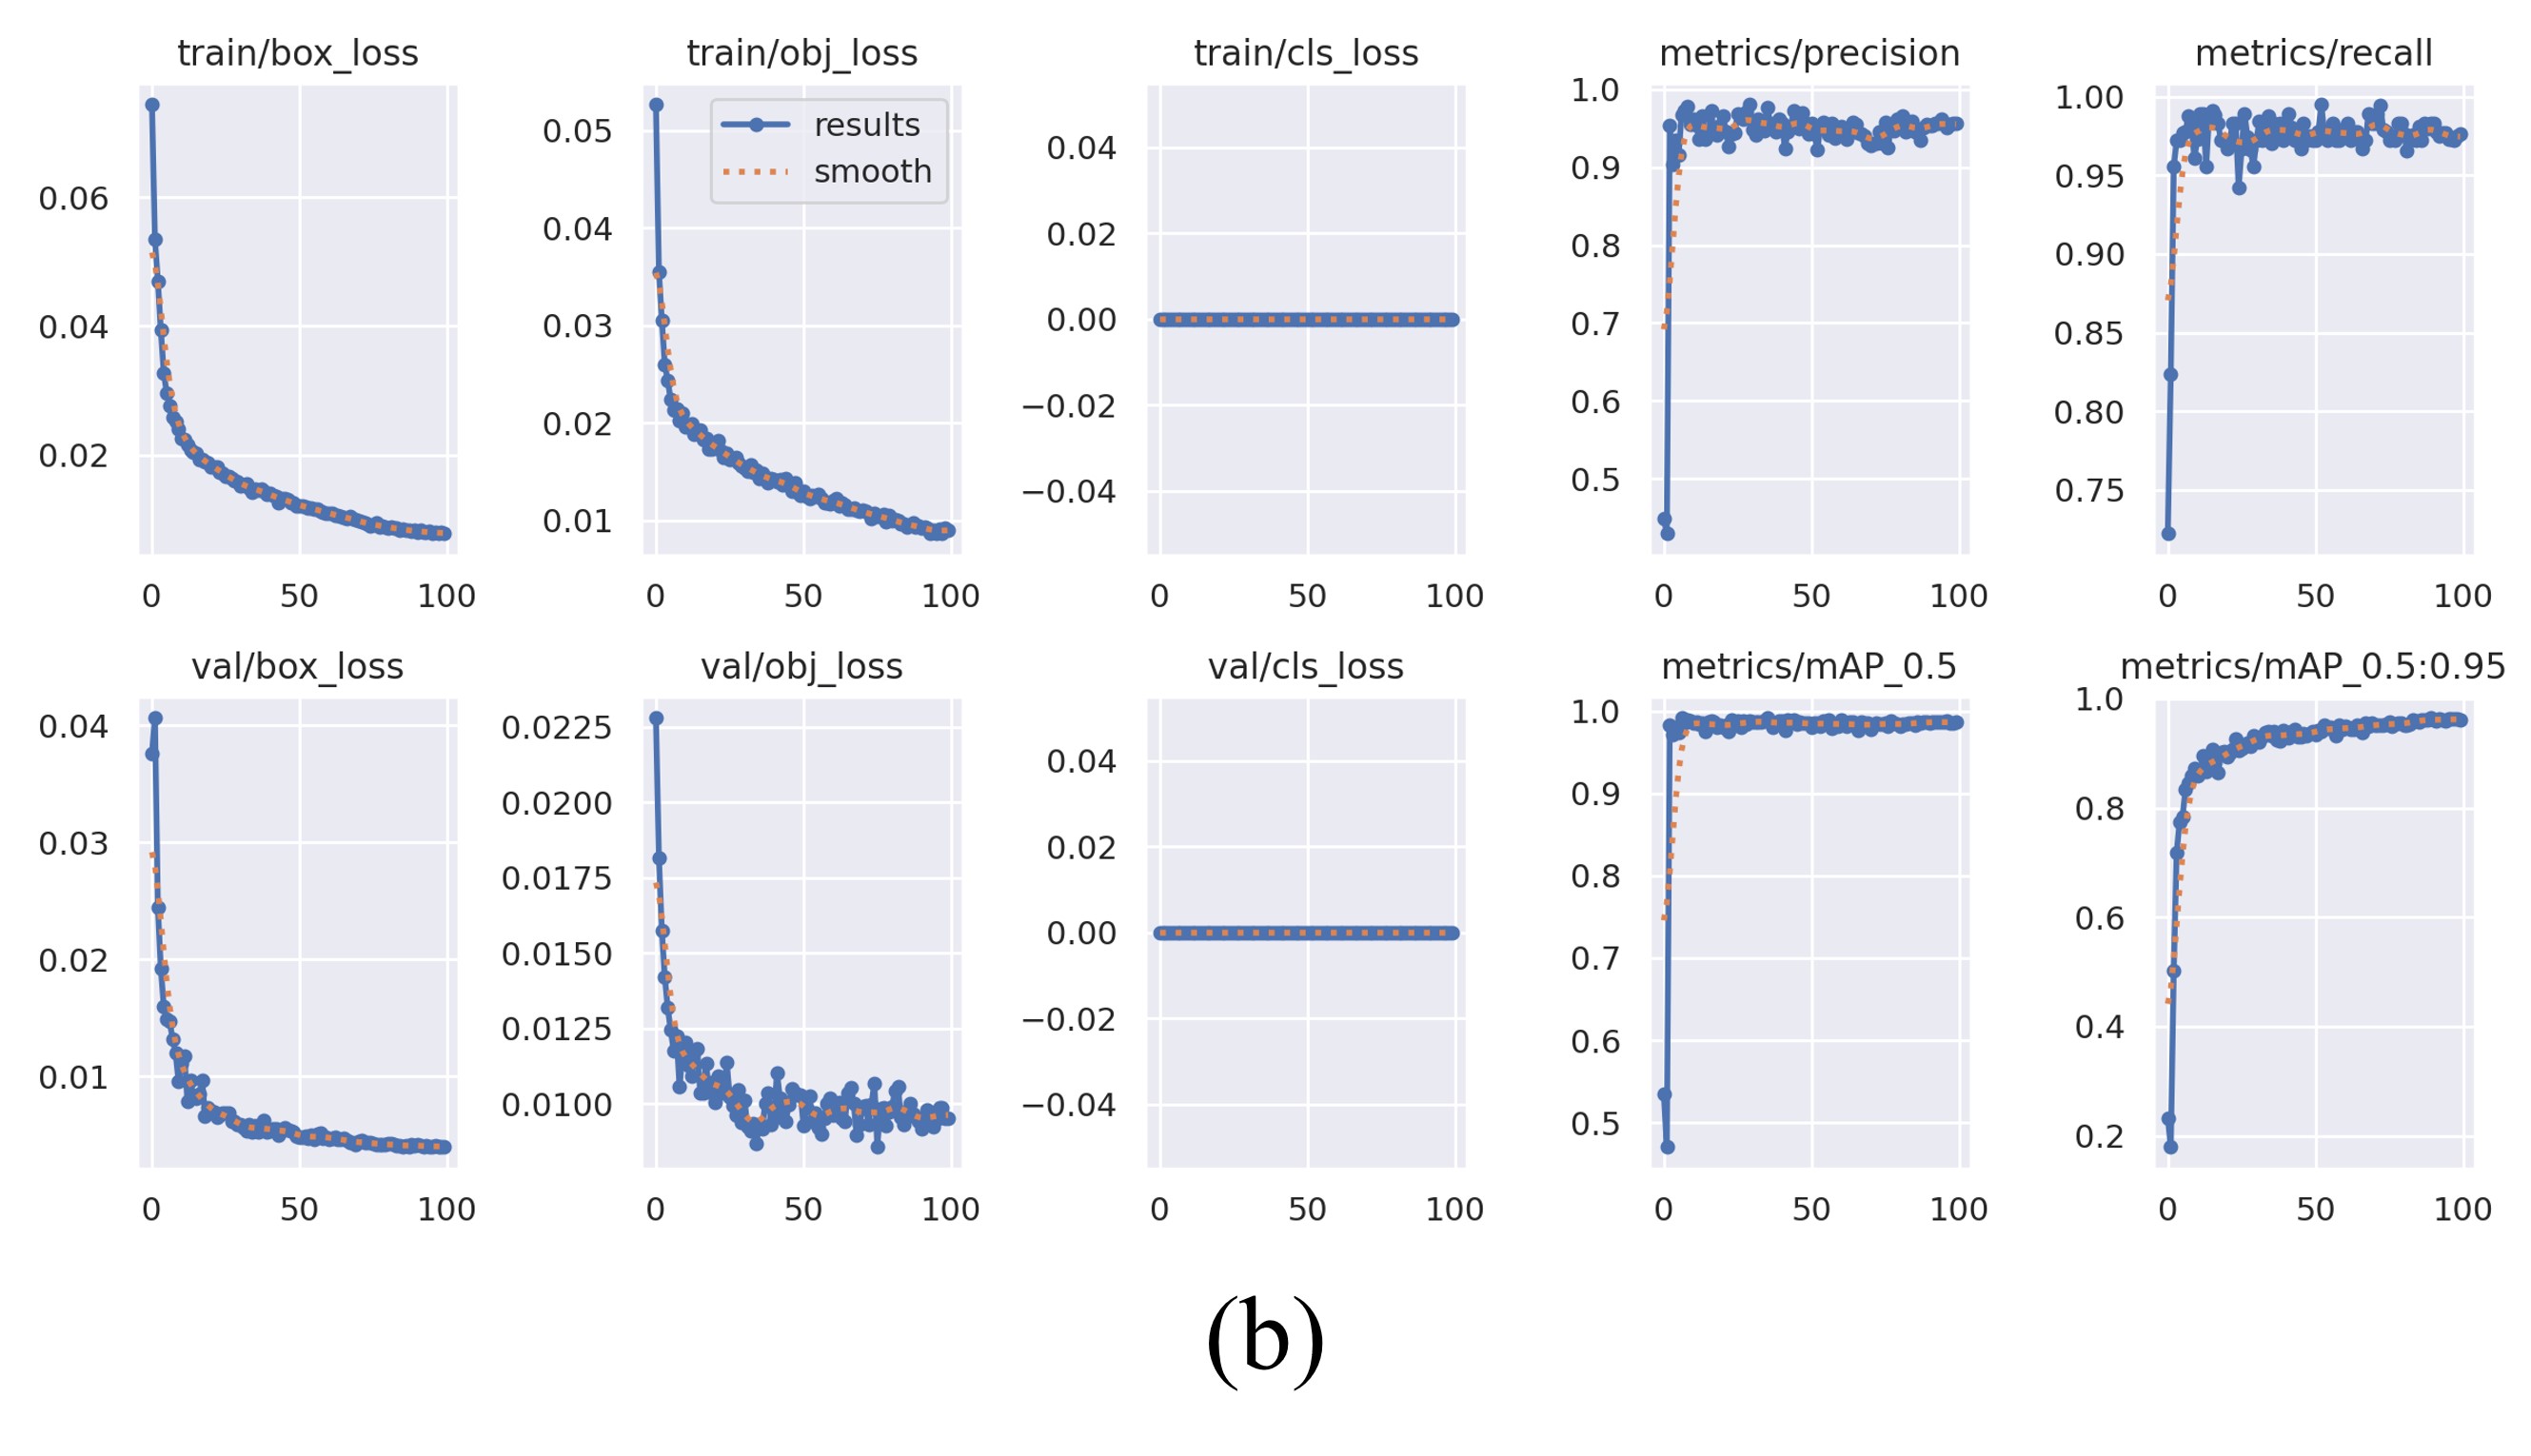 train/box_loss
train/obj_loss
train/cls_loss
metrics/precision
metrics/recall
0.06
0.04
0.02
0 50 100
0.05
0.04
0.03
0.02
0.01
results
smooth
0 50 100
0.04
0.02
0.00
−0.02
−0.04
0 50 100
1.0
0.9
0.8
0.7
0.6
0.5
0 50 100
1.00
0.95
0.90
0.85
0.80
0.75
0 50 100
val/box_loss
val/obj_loss
val/cls_loss
metrics/mAP_0.5
metrics/mAP_0.5:0.95
0.04
0.03
0.02
0.01
0 50 100
0.0225
0.0200
0.0175
0.0150
0.0125
0.0100
0 50 100
0.04
0.02
0.00
−0.02
−0.04
0 50 100
1.0
0.9
0.8
0.7
0.6
0.5
0 50 100
1.0
0.8
0.6
0.4
0.2
0 50 100
(b)